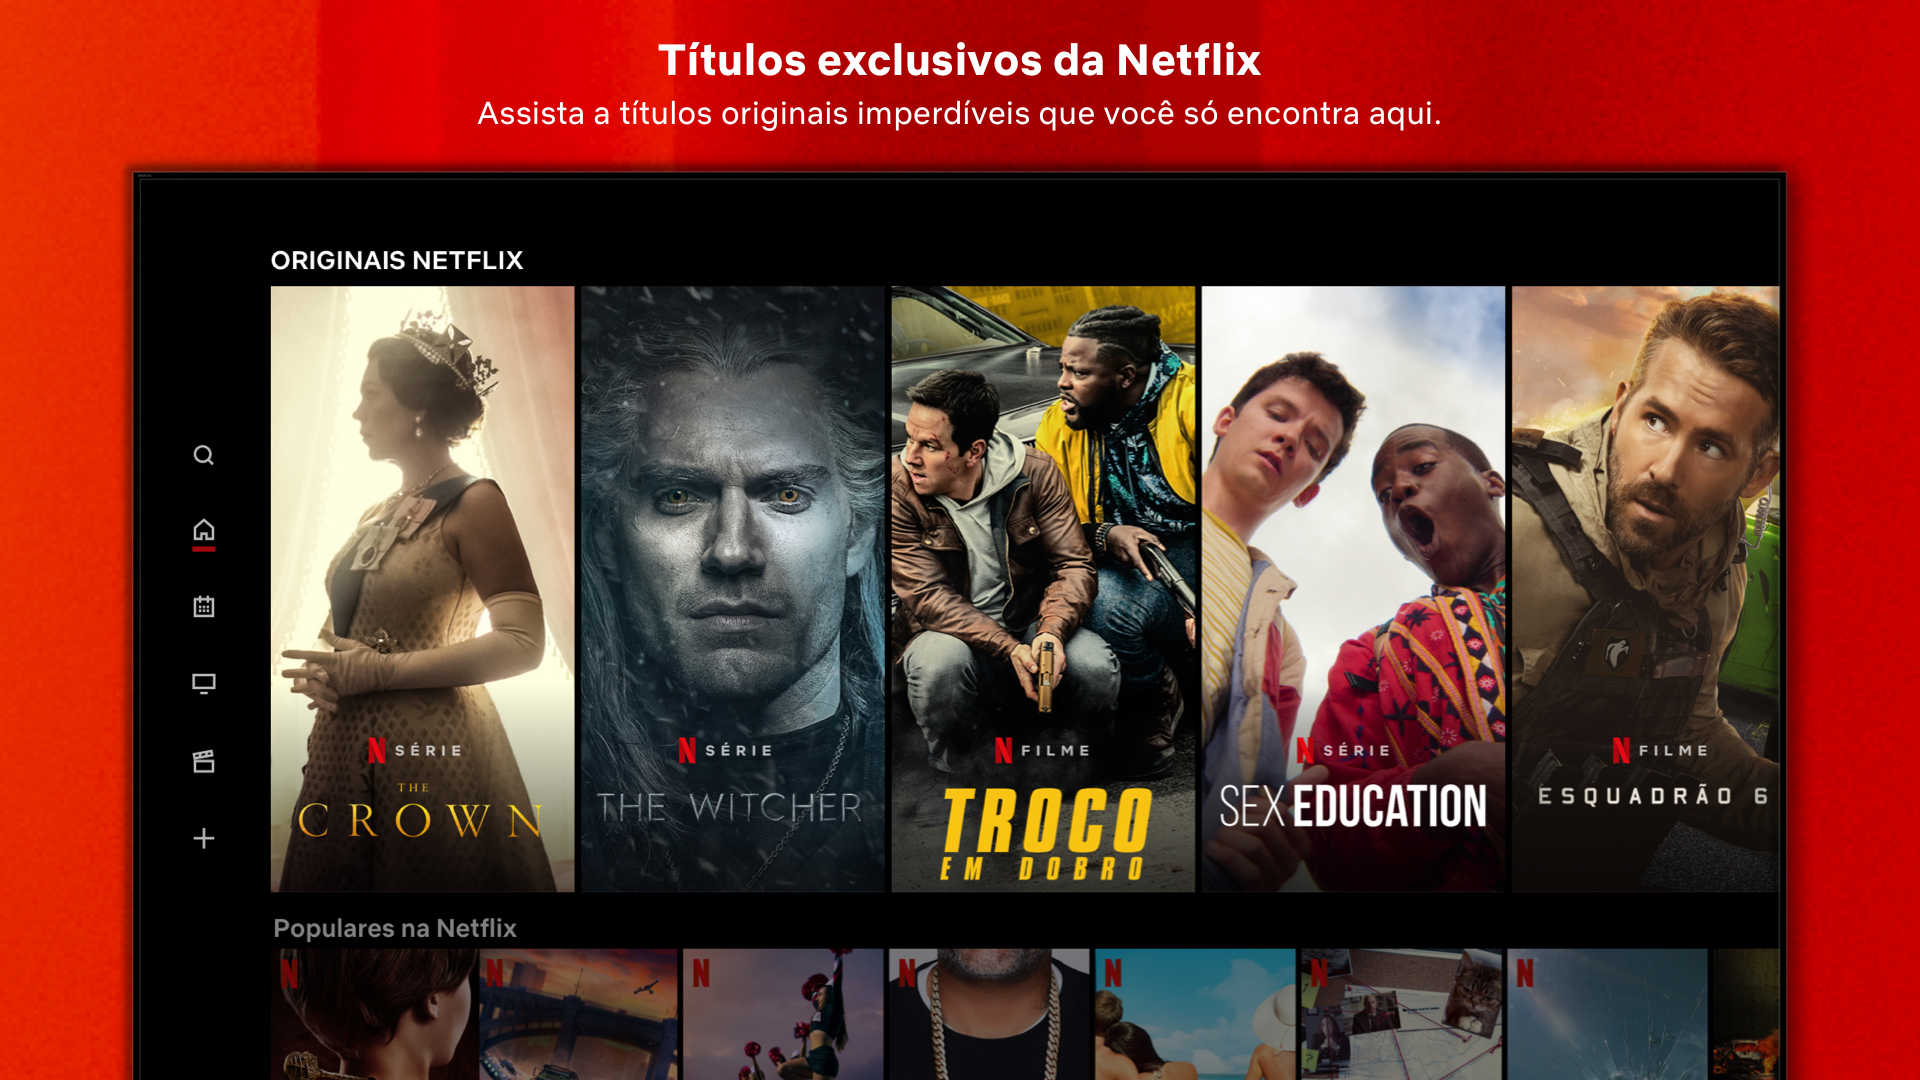 Títulos exclusivos da Netflix
Assista a títulos originais imperdíveis que você só encontra aqui.
ORIGINAIS NETFLIX
N SÉRIE
THE
CROWN
N SÉRIE
THE WITCHER
N FILME
TROCO
EM DOBRO
N SÉRIE
SEX EDUCATION
N FILME
ESQUADRÃO 6
Populares na Netflix
N
N
N
N
N
N
N